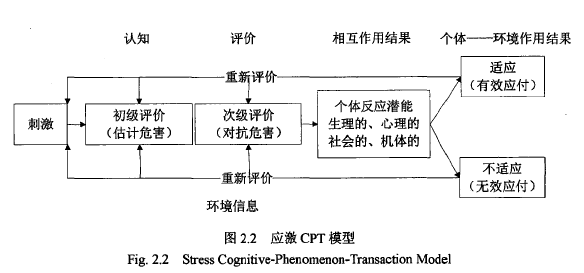 认知 评价 相互作用结果 个体——环境作用结果
重新评价
适应
（有效应付）
刺激
初级评价
（估计危害）
次级评价
（对抗危害）
个体反应潜能
生理的、心理的
社会的、机体的
不适应
（无效应付）
重新评价
环境信息
图 2.2 应激 CPT 模型
Fig. 2.2 Stress Cognitive-Phenomenon-Transaction Model